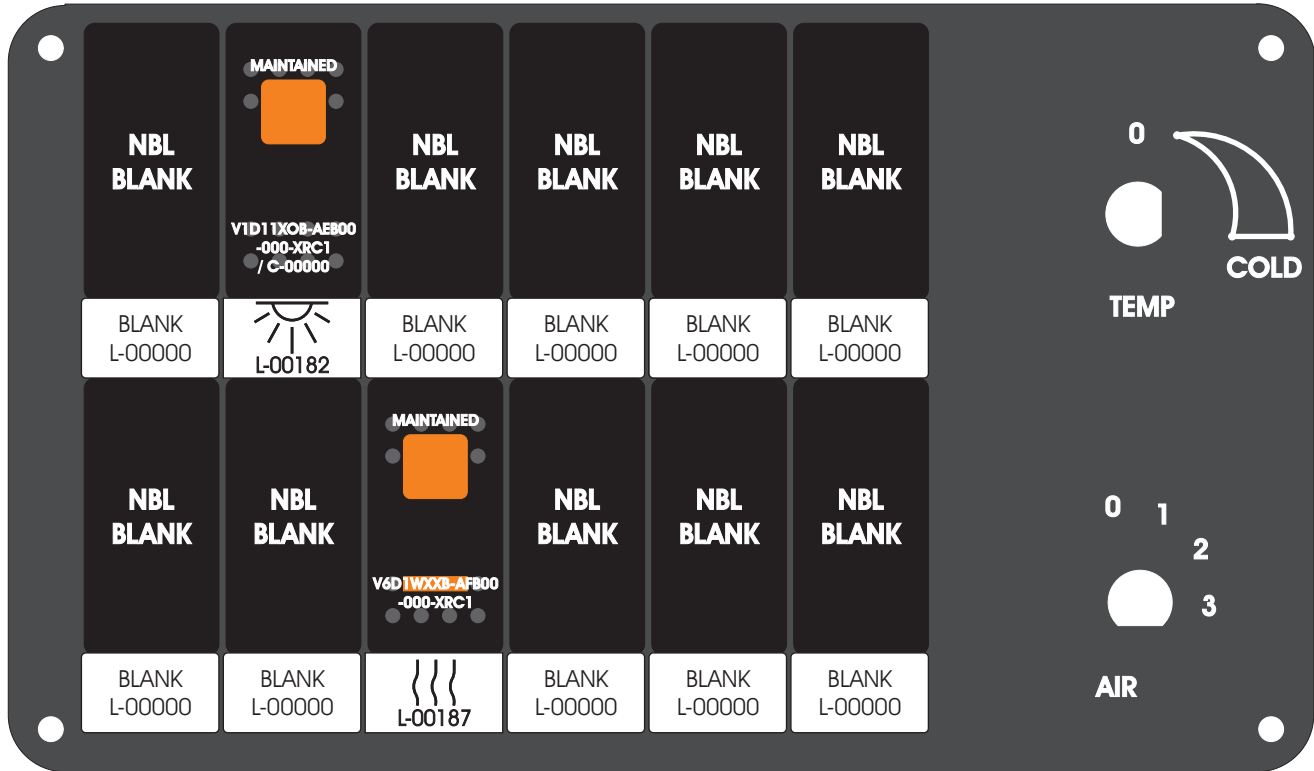 NBL
BLANK
MAINTAINED
V1D11XOB-AEB00
-000-XRC1
/ C-00000
NBL
BLANK
NBL
BLANK
NBL
BLANK
NBL
BLANK
BLANK
L-00000
L-00182
BLANK
L-00000
BLANK
L-00000
BLANK
L-00000
BLANK
L-00000
NBL
BLANK
NBL
BLANK
MAINTAINED
V6D1WXXB-AFB00
-000-XRC1
NBL
BLANK
NBL
BLANK
NBL
BLANK
BLANK
L-00000
BLANK
L-00000
L-00187
BLANK
L-00000
BLANK
L-00000
BLANK
L-00000
0
COLD
TEMP
0
1
2
3
AIR